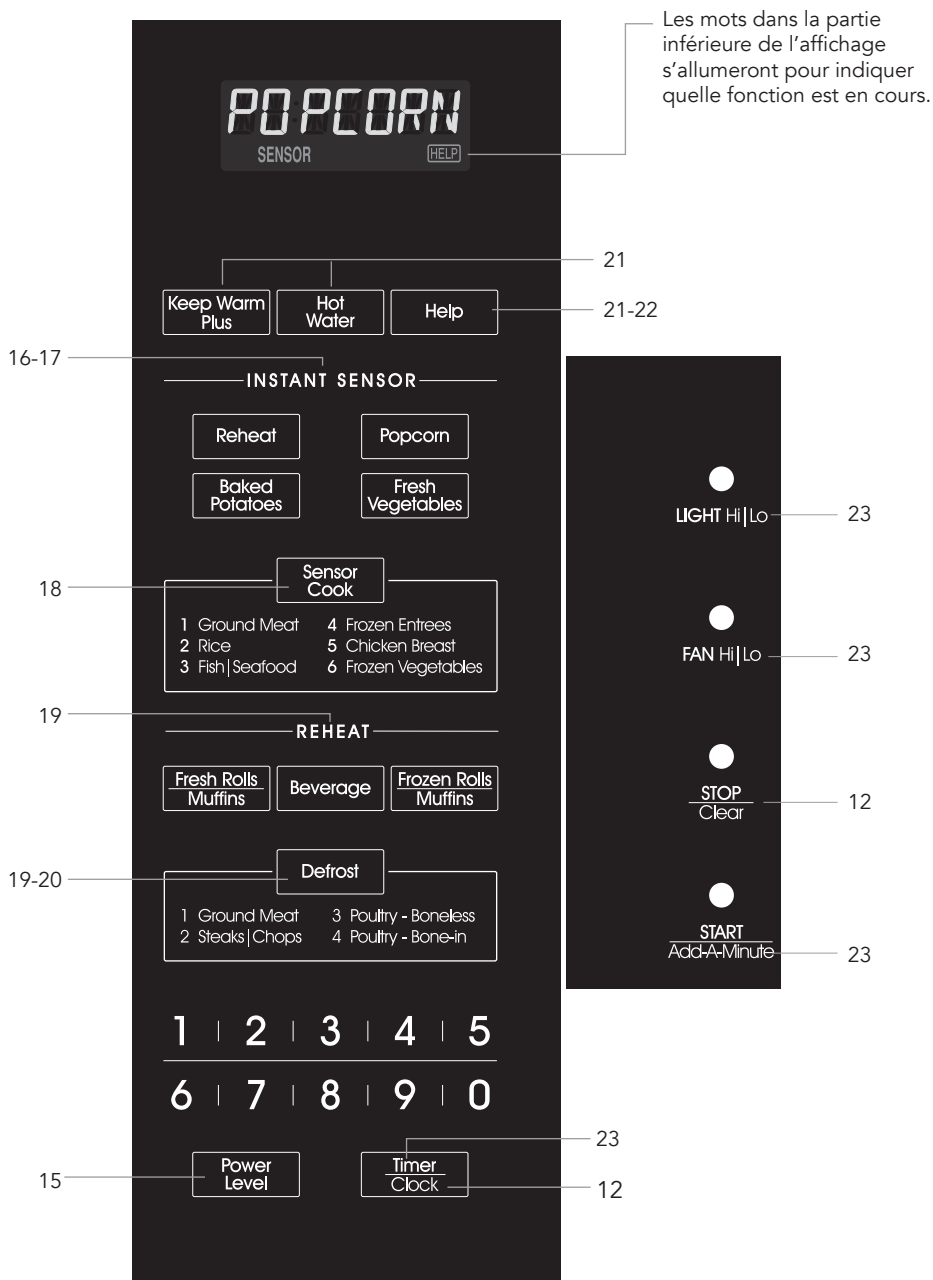 Les mots dans la partie
inférieure de l’affichage
s’allumeront pour indiquer
quelle fonction est en cours.
POPCORN
SENSOR HELP
21
Keep Warm
Plus
Hot
Water
Help
21-22
16-17
INSTANT SENSOR
Reheat
Popcorn
Baked
Potatoes
Fresh
Vegetables
18
Sensor
Cook
1 Ground Meat
2 Rice
3 Fish|Seafood
4 Frozen Entrees
5 Chicken Breast
6 Frozen Vegetables
19
REHEAT
Fresh Rolls
Muffins
Beverage
Frozen Rolls
Muffins
19-20
Defrost
1 Ground Meat
2 Steaks|Chops
3 Poultry - Boneless
4 Poultry - Bone-in
1 | 2 | 3 | 4 | 5
6 | 7 | 8 | 9 | 0
15
Power
Level
23
Timer
Clock
12
LIGHT Hi|Lo
23
FAN Hi|Lo
23
STOP
Clear
12
START
Add-A-Minute
23